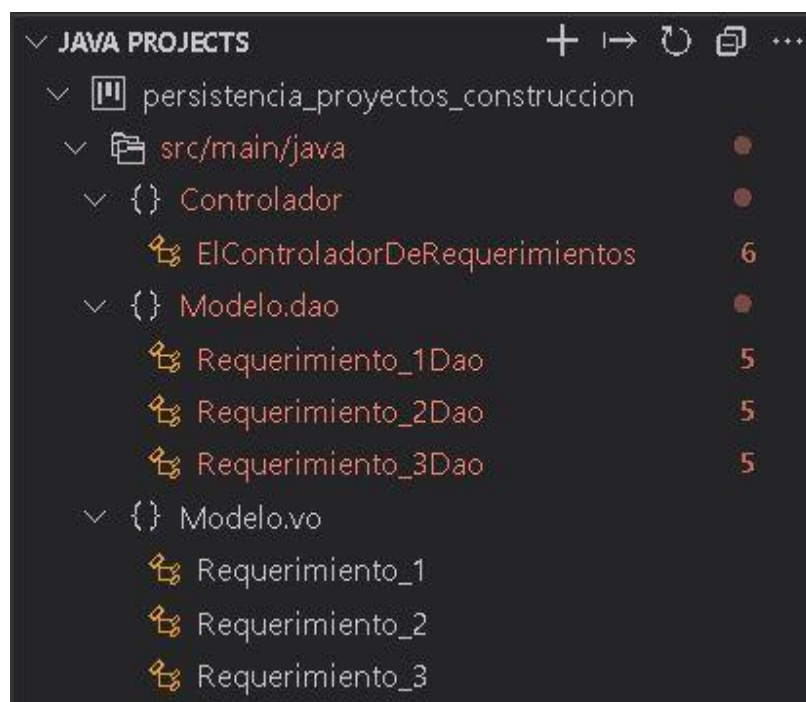 JAVA PROJECTS
persistencia_proyectos_construccion
src/main/java
{} Controlador
ElControladorDeRequerimientos 6
{} Modelo.dao
Requerimiento_1Dao 5
Requerimiento_2Dao 5
Requerimiento_3Dao 5
{} Modelo.vo
Requerimiento_1
Requerimiento_2
Requerimiento_3